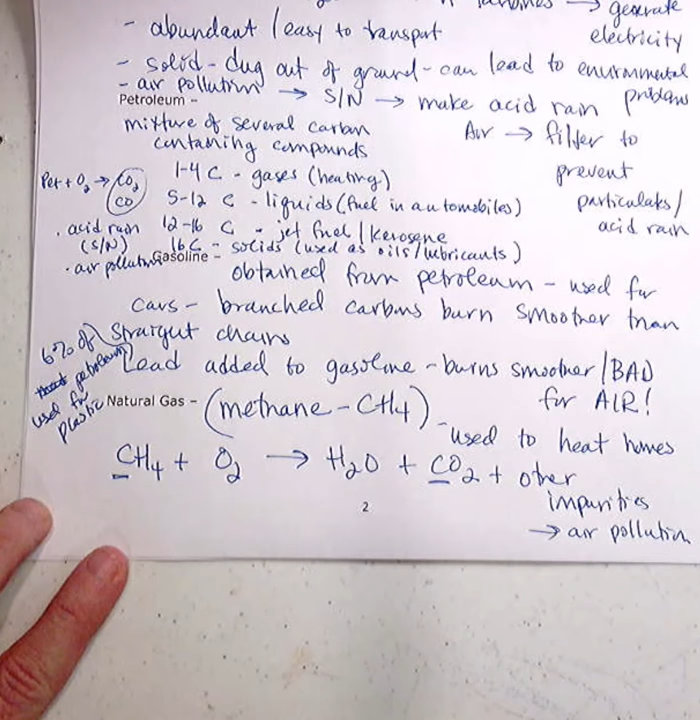 turbines → generate
- abundant / easy to transport electricity
- solid - dug out of ground - can lead to environmental problems
- air pollution → S/N → make acid rain
Petroleum -
mixture of several carbon containing compounds
Air → filter to prevent particulates/ acid rain
Pet + O2 → CO2 CO
1-4 C - gases (heating)
5-12 C - liquids (fuel in automobiles)
. acid rain (S/N)
12-16 C - jet fuel / kerosene
16 C - solids (used as oils/lubricants)
. air pollution
Gasoline -
obtained from petroleum - used for
cars - branched carbons burn smoother than
straight chains
6% of petroleum used for plastic
Lead added to gasoline - burns smoother / BAD
for AIR!
Natural Gas - (methane - CH4)
- used to heat homes
CH4 + O2 → H2O + CO2 + other
impurities
→ air pollution
2